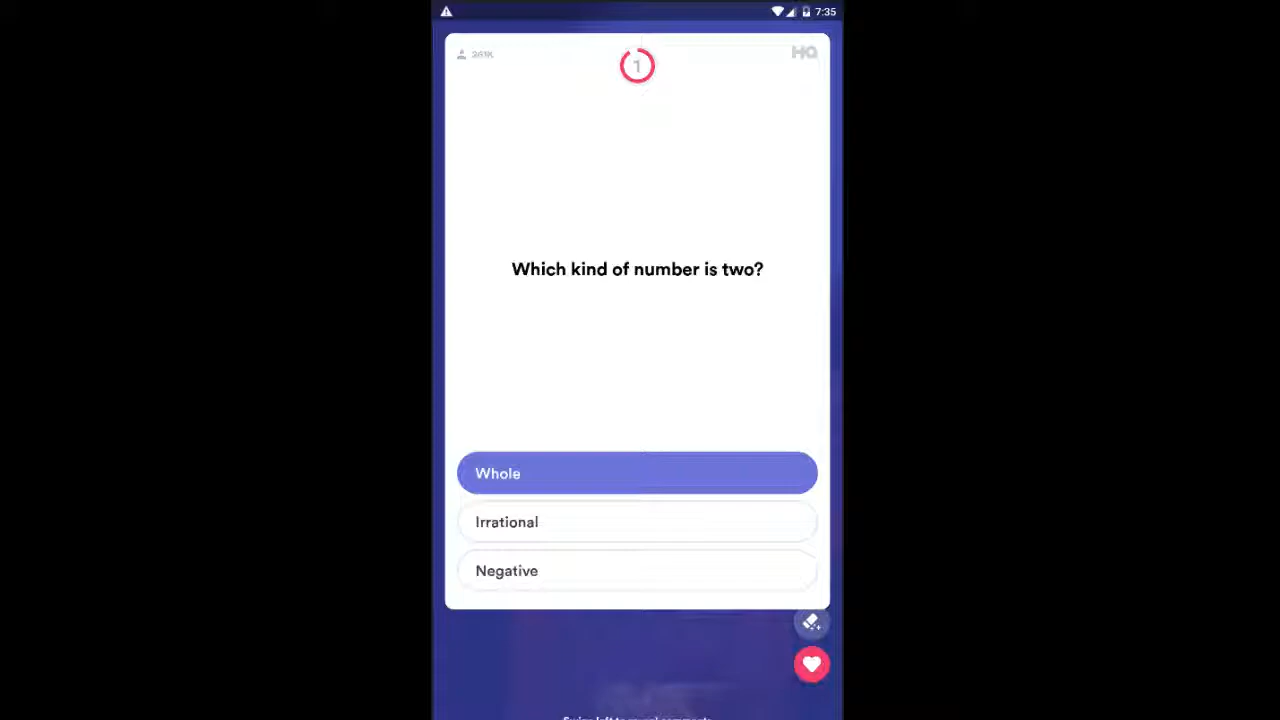 7:35
HQ
1
Which kind of number is two?
Whole
Irrational
Negative